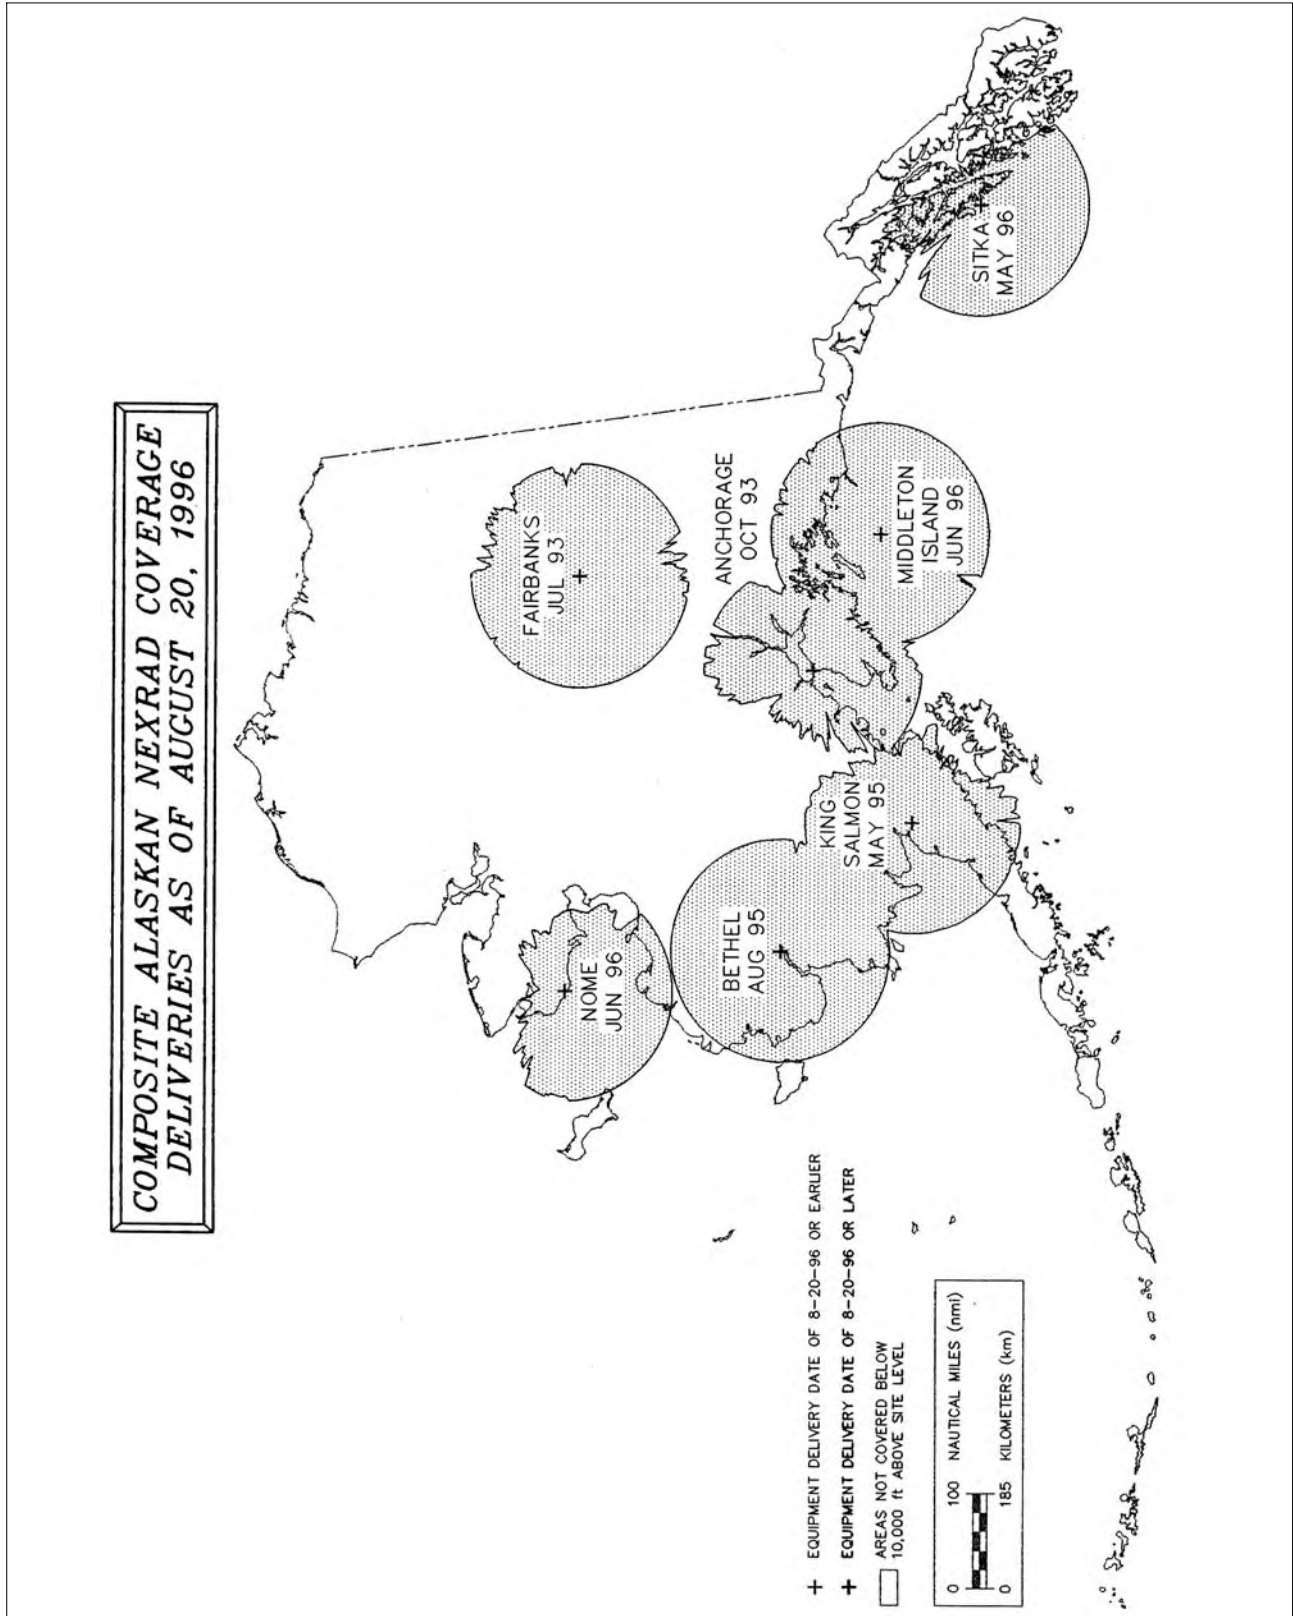 COMPOSITE ALASKAN NEXRAD COVERAGE
DELIVERIES AS OF AUGUST 20, 1996
FAIRBANKS
JUL 93
ANCHORAGE
OCT 93
MIDDLETON
ISLAND
JUN 96
SITKA
MAY 96
NOME
JUN 96
BETHEL
AUG 95
KING
SALMON
MAY 95
+ EQUIPMENT DELIVERY DATE OF 8-20-96 OR EARLIER
+ EQUIPMENT DELIVERY DATE OF 8-20-96 OR LATER
AREAS NOT COVERED BELOW
10,000 ft ABOVE SITE LEVEL
0 100 NAUTICAL MILES (nmi)
0 185 KILOMETERS (km)